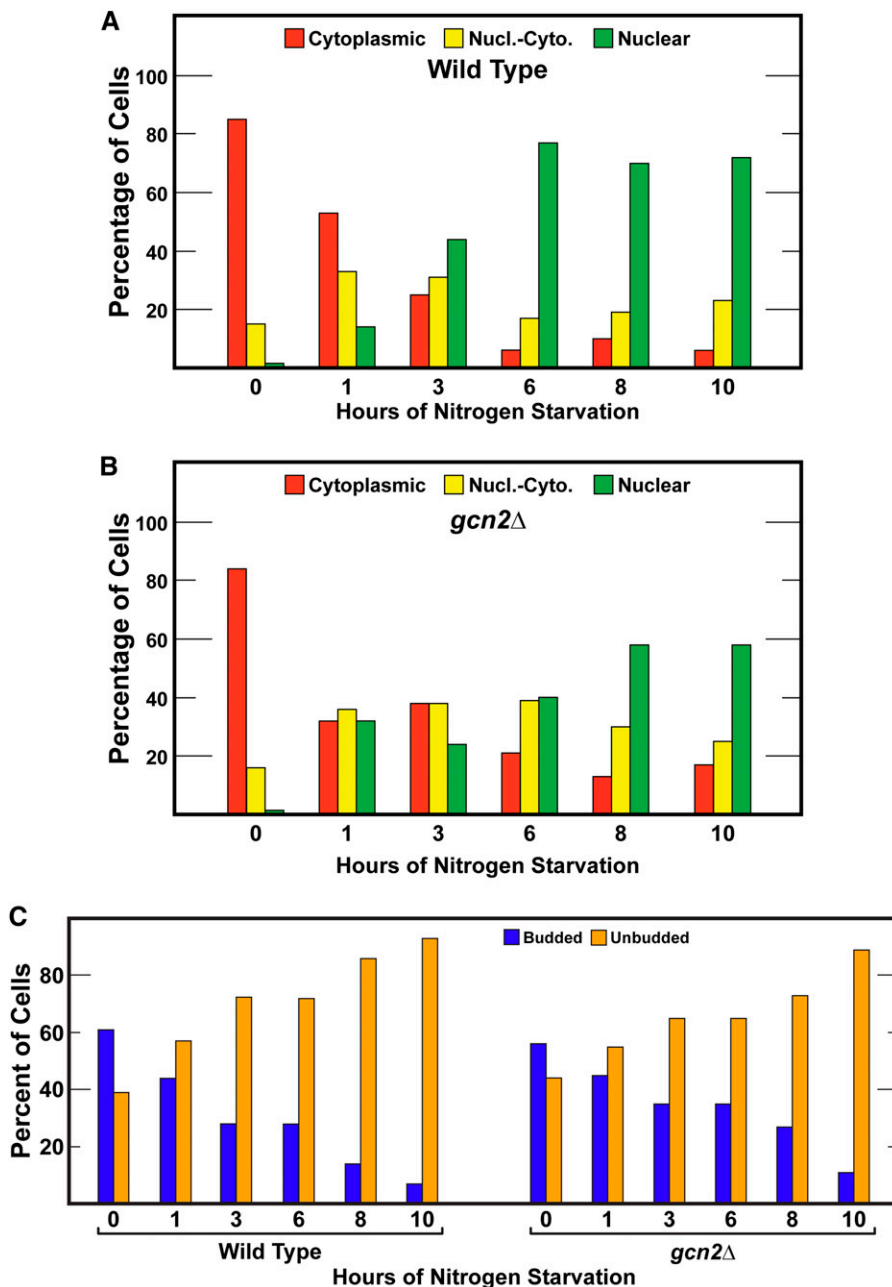 A
Cytoplasmic Nucl.-Cyto. Nuclear
Wild Type
100
80
60
40
20
Percentage of Cells
0 1 3 6 8 10
Hours of Nitrogen Starvation
B
Cytoplasmic Nucl.-Cyto. Nuclear
gcn2Δ
100
80
60
40
20
Percentage of Cells
0 1 3 6 8 10
Hours of Nitrogen Starvation
C
Budded Unbudded
80
60
40
20
Percent of Cells
0 1 3 6 8 10 0 1 3 6 8 10
Wild Type gcn2Δ
Hours of Nitrogen Starvation